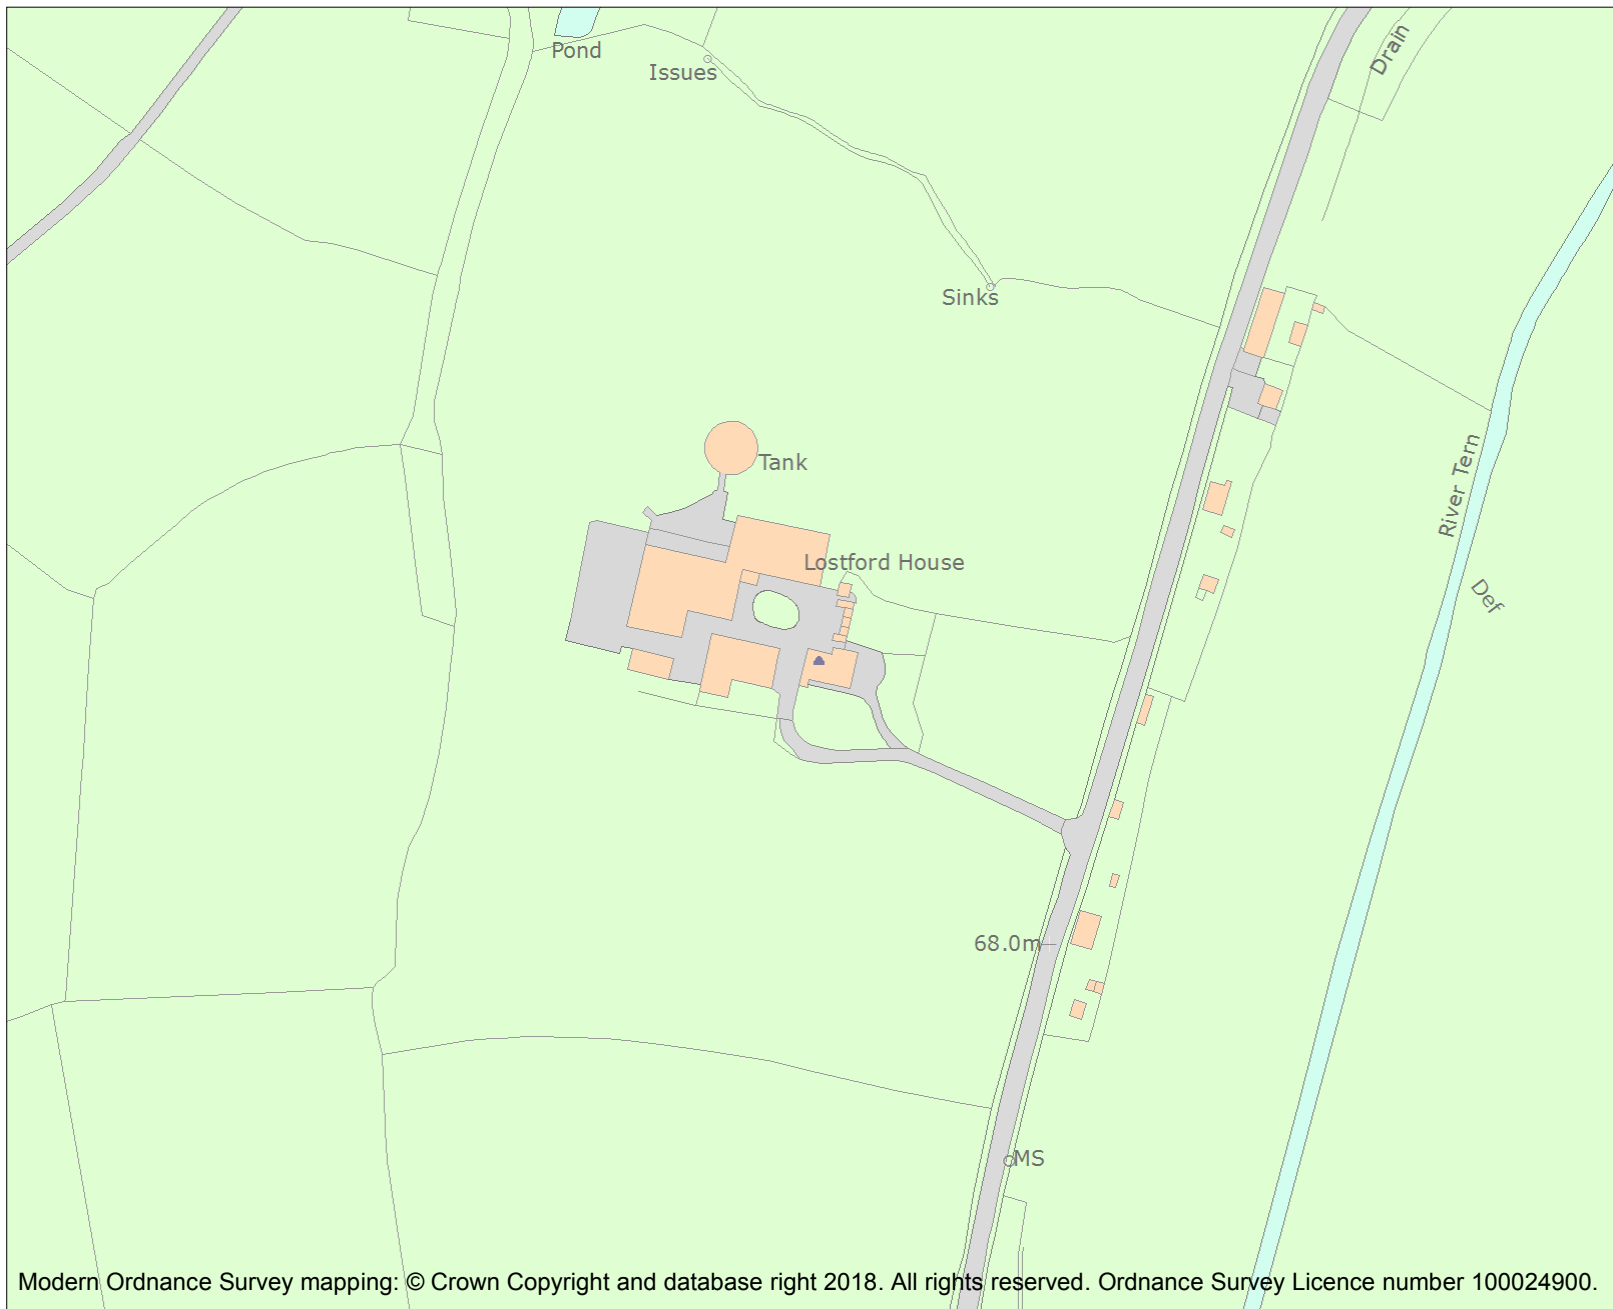 Drain
Pond
Issues
Sinks
Tank
River Tern
Lostford House
Def
68.0m
MS
Modern Ordnance Survey mapping: © Crown Copyright and database right 2018. All rights reserved. Ordnance Survey Licence number 100024900.